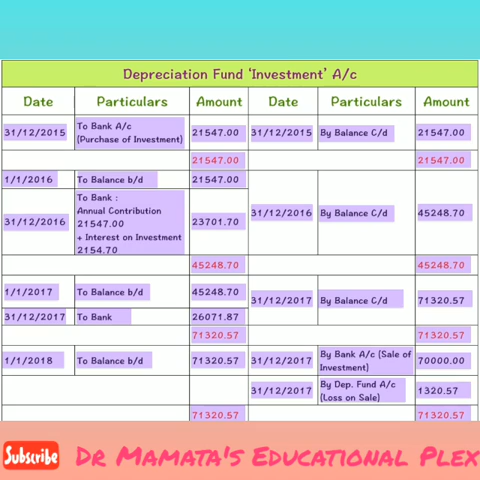 Depreciation Fund 'Investment' A/c
Date Particulars Amount Date Particulars Amount
31/12/2015 To Bank A/c (Purchase of Investment) 21547.00 31/12/2015 By Balance C/d 21547.00
21547.00 21547.00
1/1/2016 To Balance b/d 21547.00
31/12/2016 To Bank :
Annual Contribution
21547.00
+ Interest on Investment
2154.70
23701.70 31/12/2016 By Balance C/d 45248.70
45248.70 45248.70
1/1/2017 To Balance b/d 45248.70 31/12/2017 By Balance C/d 71320.57
31/12/2017 To Bank 26071.87
71320.57 71320.57
1/1/2018 To Balance b/d 71320.57 31/12/2017 By Bank A/c (Sale of Investment) 70000.00
31/12/2017 By Dep. Fund A/c (Loss on Sale) 1320.57
71320.57 71320.57
Subscribe Dr Mamata's Educational Plex